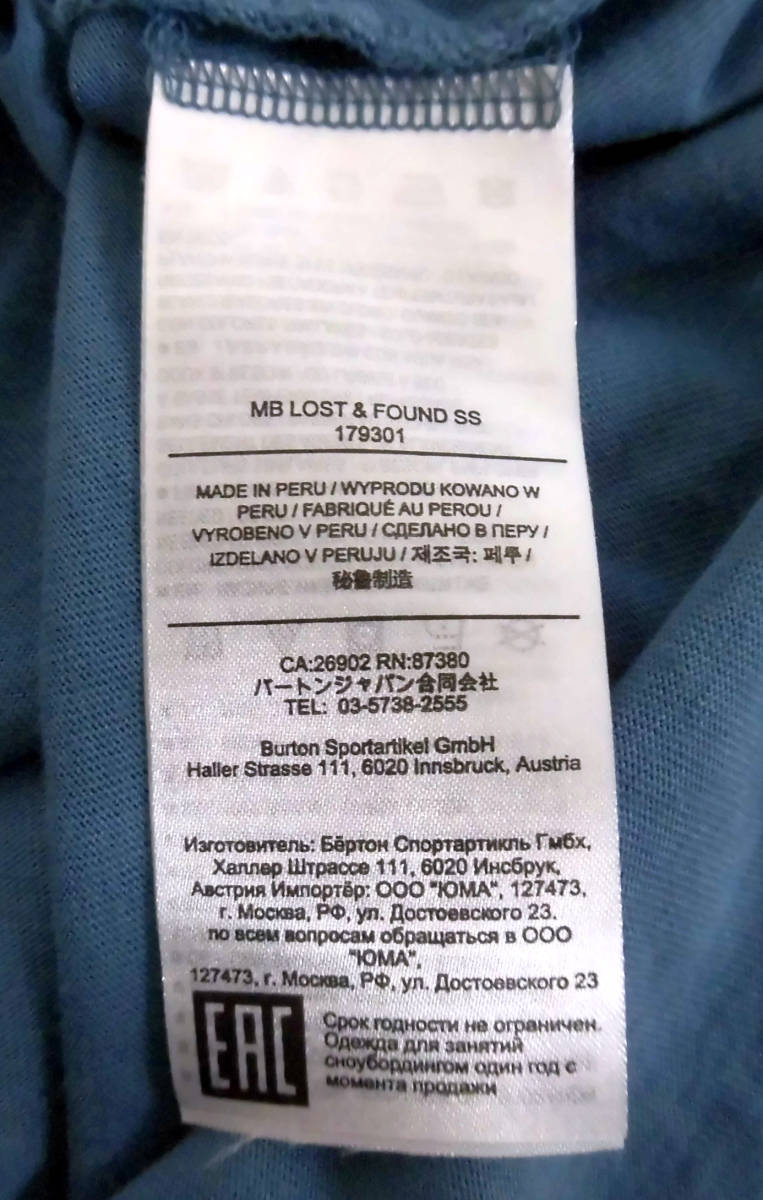 MB LOST & FOUND SS
179301
MADE IN PERU / WYPRODU KOWANO W
PERU / FABRIQUÉ AU PEROU /
VYROBENO V PERU / СДЕЛАНО В ПЕРУ /
IZDELANO V PERUJU / 제조국: 페루 /
秘鲁制造
CA:26902 RN:87380
バートンジャパン合同会社
TEL: 03-5738-2555
Burton Sportartikel GmbH
Haller Strasse 111, 6020 Innsbruck, Austria
Изготовитель: Бёртон Спортартикль Гмбх,
Халлер Штрассе 111, 6020 Инсбрук,
Австрия Импортёр: ООО "ЮМА", 127473,
г. Москва, РФ, ул. Достоевского 23.
по всем вопросам обращаться в ООО
"ЮМА",
127473, г. Москва, РФ, ул. Достоевского 23
EAC
Срок годности не ограничен.
Одежда для занятий
сноубордингом один год с
момента продажи